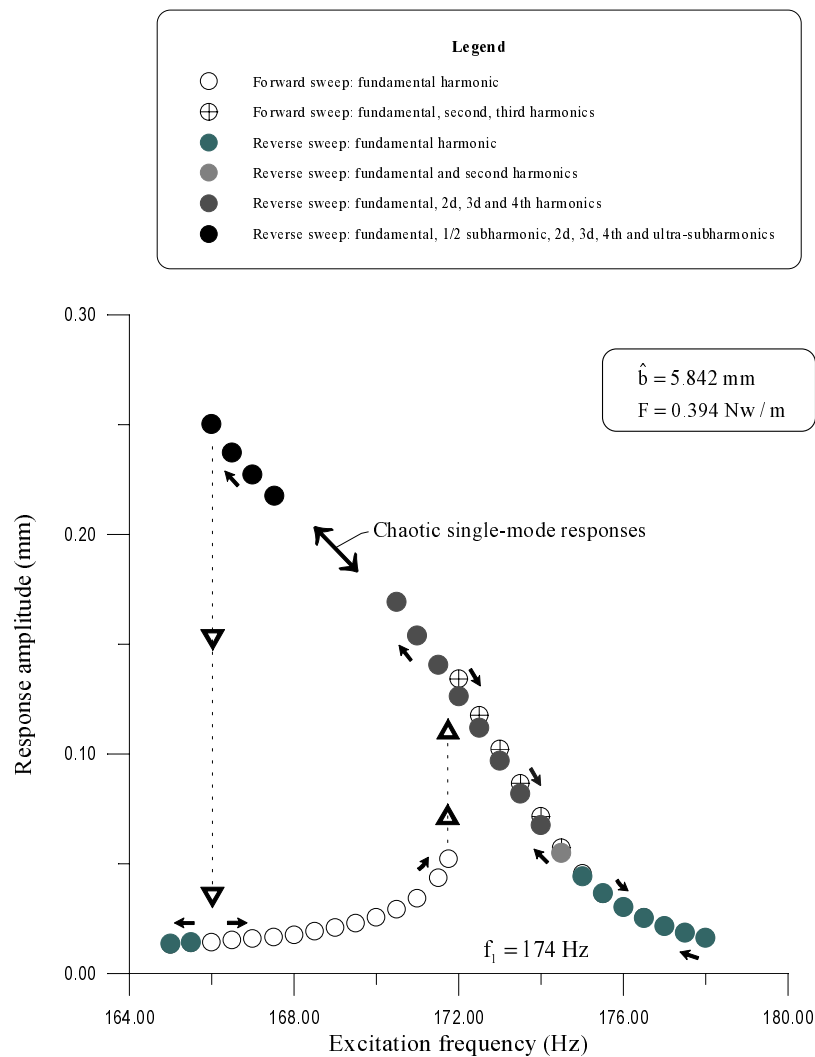 Legend
Forward sweep: fundamental harmonic
Forward sweep: fundamental, second, third harmonics
Reverse sweep: fundamental harmonic
Reverse sweep: fundamental and second harmonics
Reverse sweep: fundamental, 2d, 3d and 4th harmonics
Reverse sweep: fundamental, 1/2 subharmonic, 2d, 3d, 4th and ultra-subharmonics
0.30
b̂ = 5.842 mm
F = 0.394 Nw / m
0.20
Chaotic single-mode responses
Response amplitude (mm)
0.10
f₁ = 174 Hz
0.00
164.00 168.00 172.00 176.00 180.00
Excitation frequency (Hz)